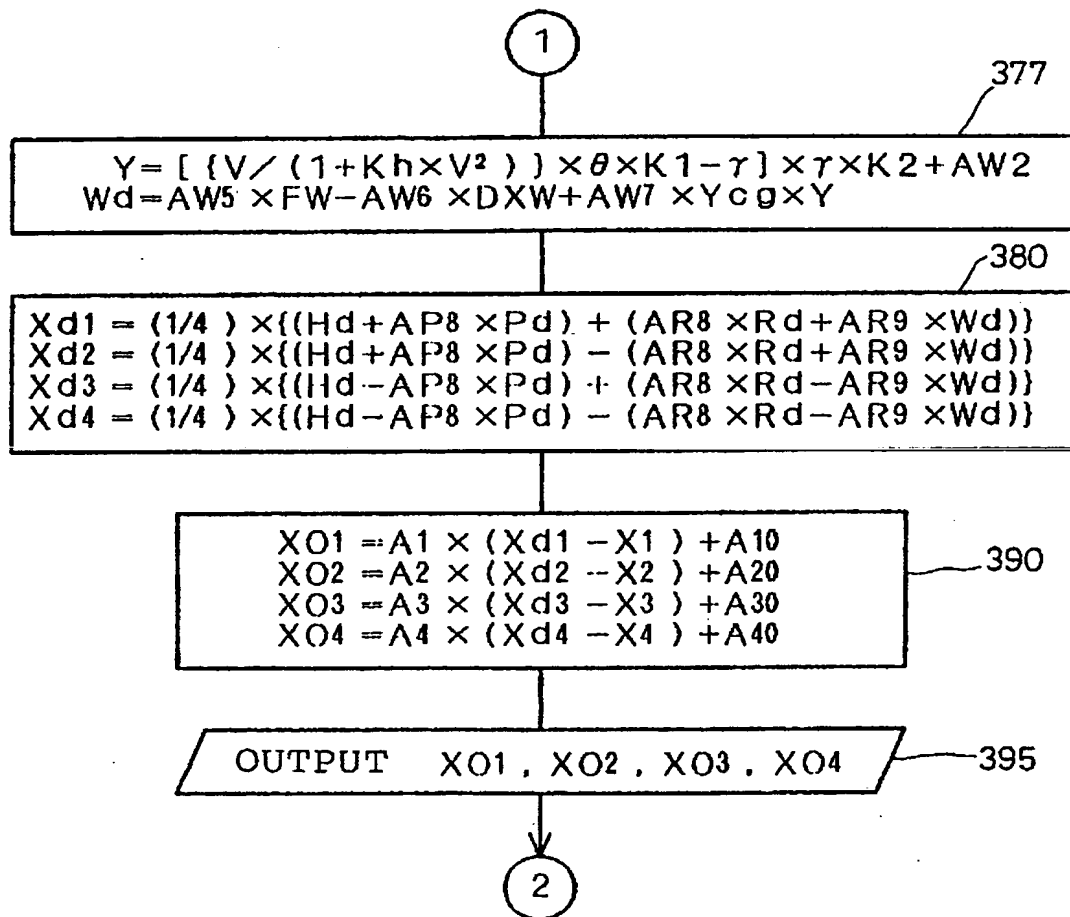 1
377
Y=[{V/(1+Kh×V²)}×θ×K1−γ]×γ×K2+AW2
Wd=AW5×FW−AW6×DXW+AW7×Ycg×Y
380
Xd1=(1/4)×{(Hd+AP8×Pd)+(AR8×Rd+AR9×Wd)}
Xd2=(1/4)×{(Hd+AP8×Pd)−(AR8×Rd+AR9×Wd)}
Xd3=(1/4)×{(Hd−AP8×Pd)+(AR8×Rd−AR9×Wd)}
Xd4=(1/4)×{(Hd−AP8×Pd)−(AR8×Rd−AR9×Wd)}
XO1=A1×(Xd1−X1)+A10
XO2=A2×(Xd2−X2)+A20
XO3=A3×(Xd3−X3)+A30
XO4=A4×(Xd4−X4)+A40
390
OUTPUT XO1, XO2, XO3, XO4
395
2